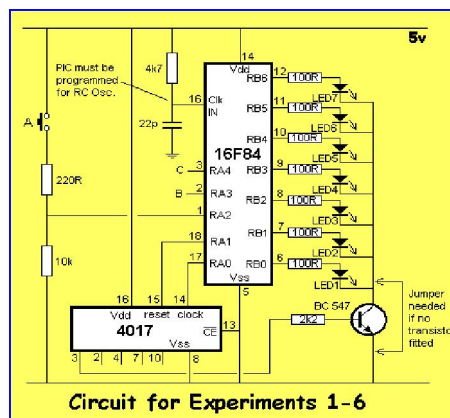 5v
14
Vdd
4k7
PIC must be
programmed
for RC Osc.
16
Clk
IN
22p
16F84
12
RB6
100R
LED7
11
RB5
100R
LED6
10
RB4
100R
LED5
9
RB3
100R
LED4
8
RB2
100R
LED3
7
RB1
100R
LED2
6
RB0
100R
LED1
A
220R
10k
C
3
RA4
B
2
RA3
1
RA2
18
RA1
17
RA0
Vss
5
BC 547
2k2
Jumper
needed
if no
transisto
fitted
16
15
14
Vdd
reset
clock
4017
CE
13
Vss
3
2
4
7
10
8
Circuit for Experiments 1-6